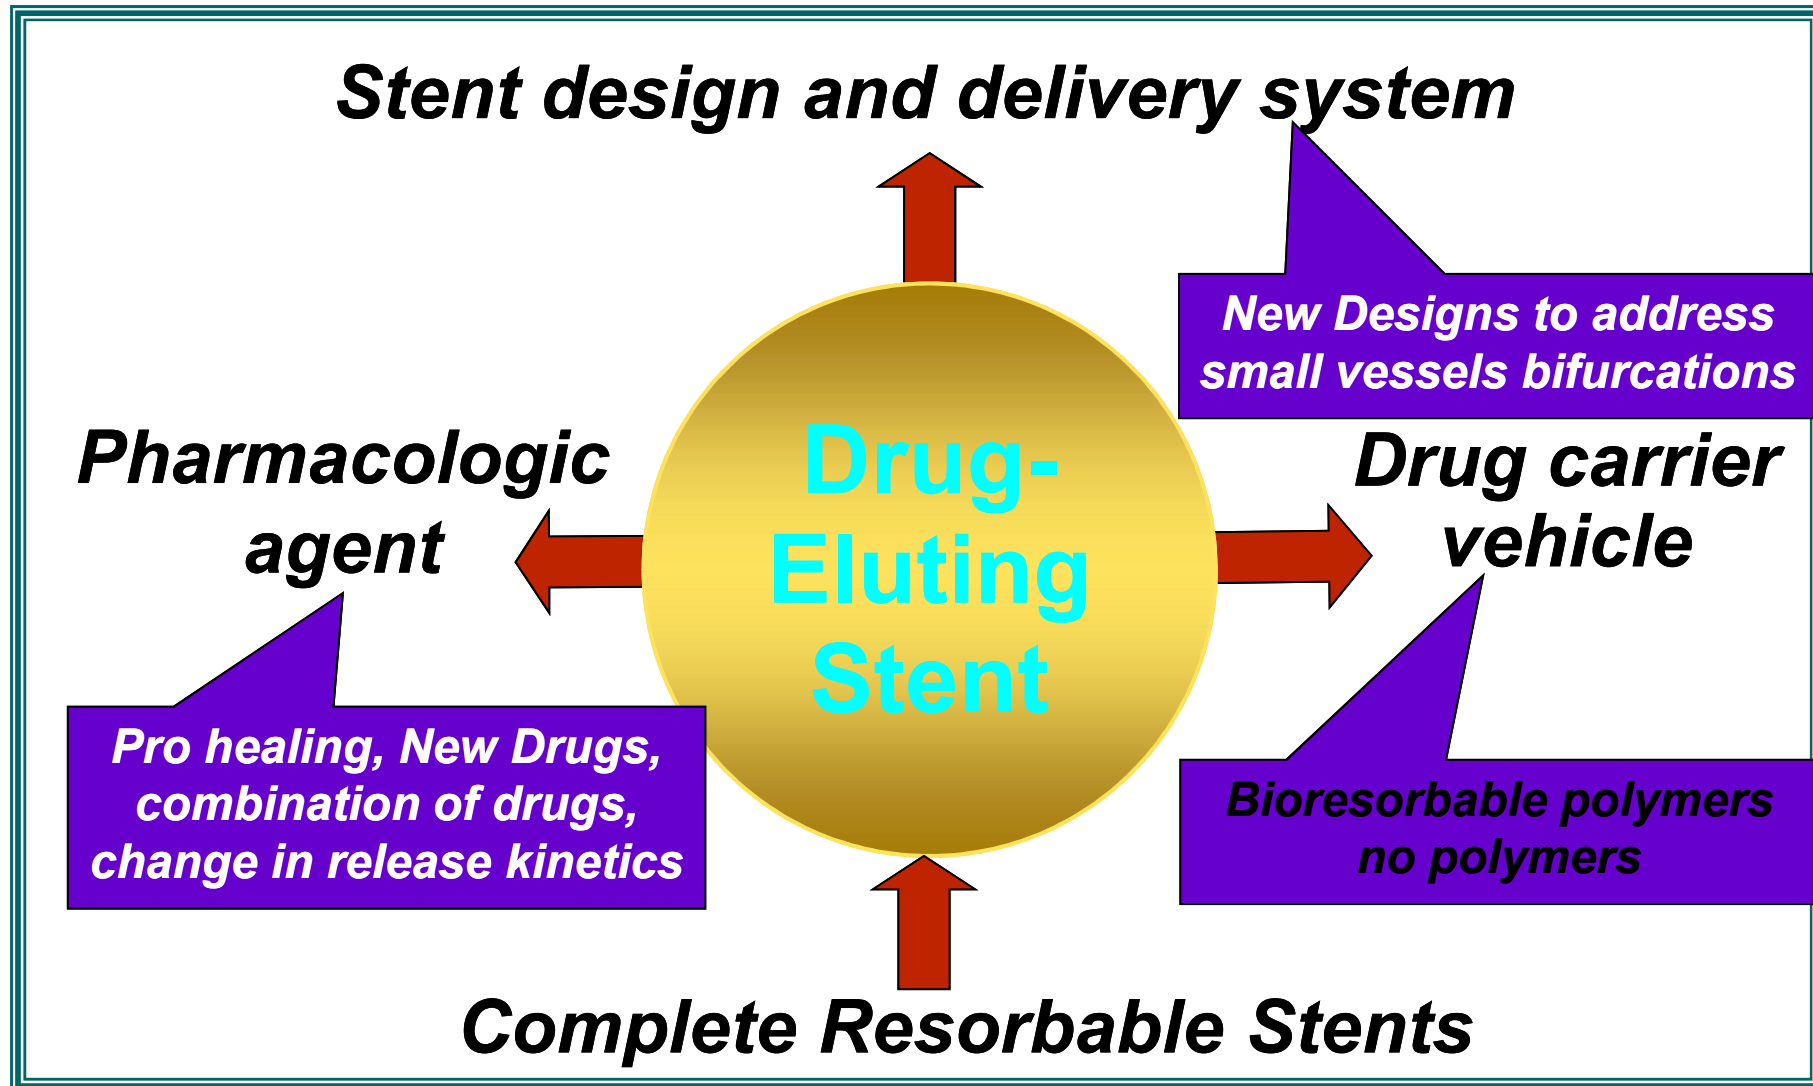 Stent design and delivery system
New Designs to address
small vessels bifurcations
Pharmacologic
agent
Drug-
Eluting
Stent
Drug carrier
vehicle
Pro healing, New Drugs,
combination of drugs,
change in release kinetics
Bioresorbable polymers
no polymers
Complete Resorbable Stents